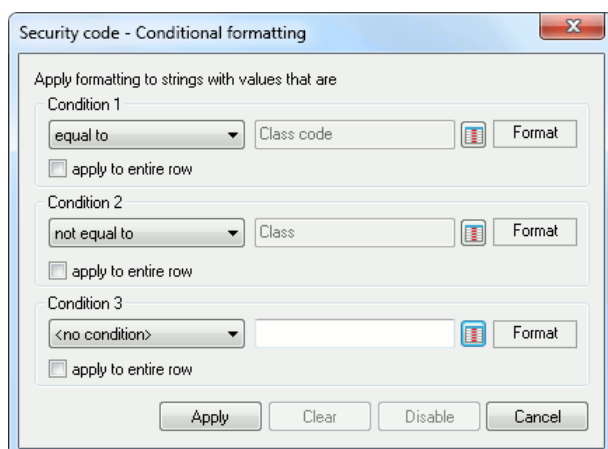 Security code - Conditional formatting
Apply formatting to strings with values that are
Condition 1
equal to Class code Format
apply to entire row
Condition 2
not equal to Class Format
apply to entire row
Condition 3
<no condition> Format
apply to entire row
Apply Clear Disable Cancel